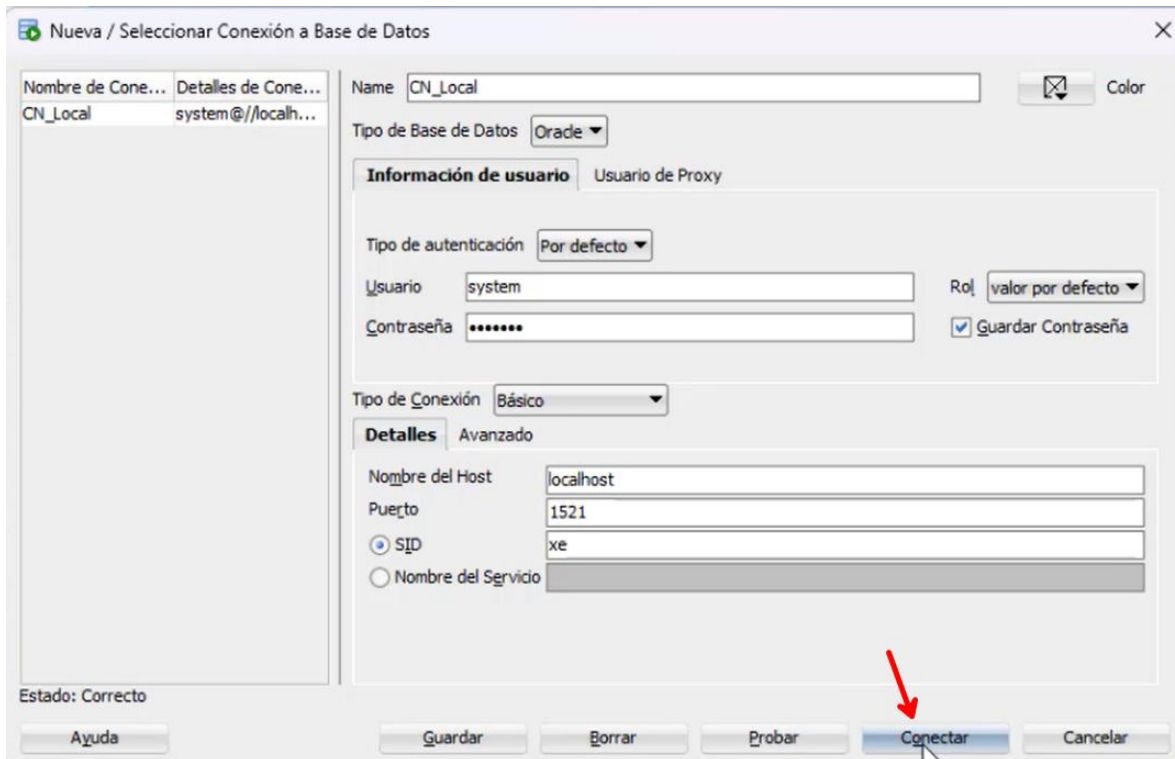 Nueva / Seleccionar Conexión a Base de Datos
Nombre de Cone... Detalles de Cone...
CN_Local system@//localh...
Name CN_Local Color
Tipo de Base de Datos Oracle
Información de usuario Usuario de Proxy
Tipo de autenticación Por defecto
Usuario system Rol valor por defecto
Contraseña ••••••• Guardar Contraseña
Tipo de Conexión Básico
Detalles Avanzado
Nombre del Host localhost
Puerto 1521
SID xe
Nombre del Servicio
Estado: Correcto
Ayuda Guardar Borrar Probar Conectar Cancelar